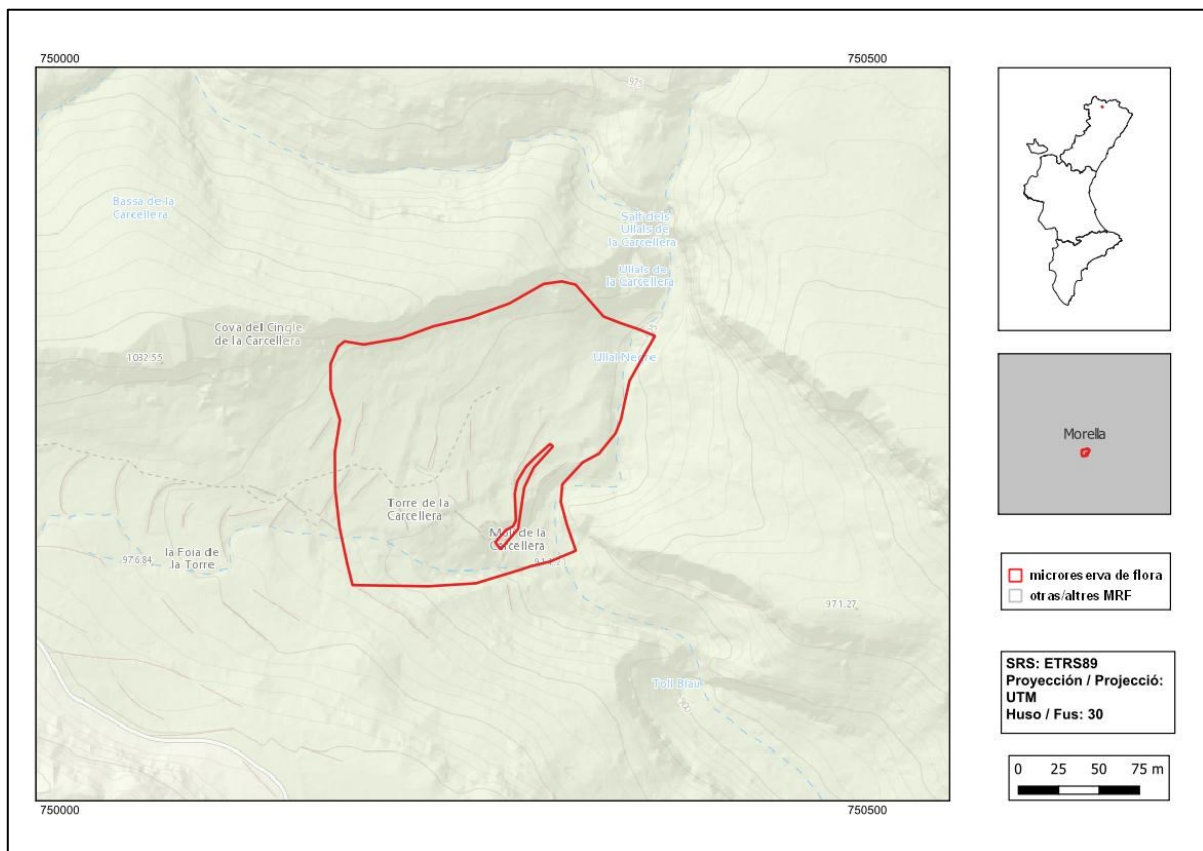 750000
750500
921
Bassa de la
Carcellera
Salt dels
Ullals de
la Carcellera
Ullals de
la Carcellera
Cova del Cingle
de la Carcellera
1032.55
Ullal Negre
Torre de la
Carcellera
Molí de la
Carcellera
la Foia de
la Torre
976.84
971.27
Toll Blau
900
750000
750500
Morella
microreserva de flora
otras/altres MRF
SRS: ETRS89
Proyección / Projecció:
UTM
Huso / Fus: 30
0 25 50 75 m